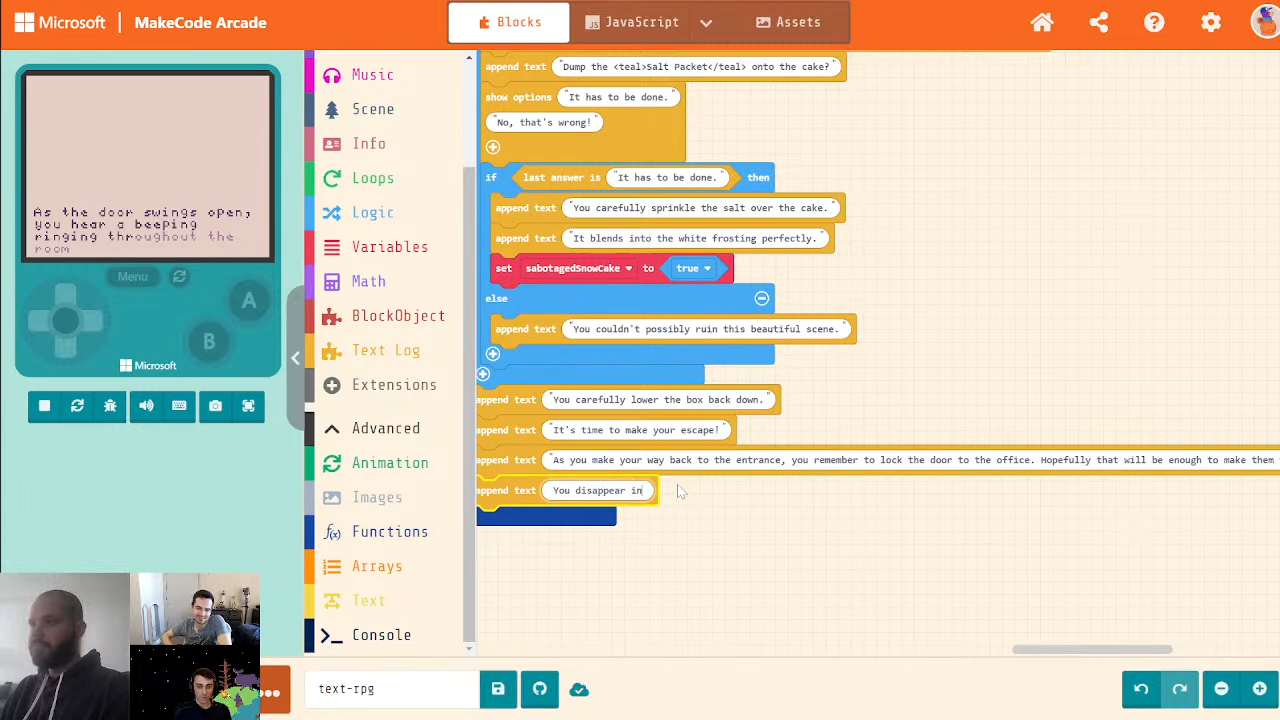 Microsoft
MakeCode Arcade
Blocks
JavaScript
Assets
As the door swings open,
you hear a beeping
ringing throughout the
room
Menu
A
B
Microsoft
Music
Scene
Info
Loops
Logic
Variables
Math
BlockObject
Text Log
Extensions
Advanced
Animation
Images
Functions
Arrays
Text
Console
append text "Dump the <teal>Salt Packet</teal> onto the cake?"
show options "It has to be done."
"No, that's wrong!"
if last answer is "It has to be done." then
append text "You carefully sprinkle the salt over the cake."
append text "It blends into the white frosting perfectly."
set sabotagedSnowCake to true
else
append text "You couldn't possibly ruin this beautiful scene."
append text "You carefully lower the box back down."
append text "It's time to make your escape!"
append text "As you make your way back to the entrance, you remember to lock the door to the office. Hopefully that will be enough to make them
append text "You disappear in
text-rpg